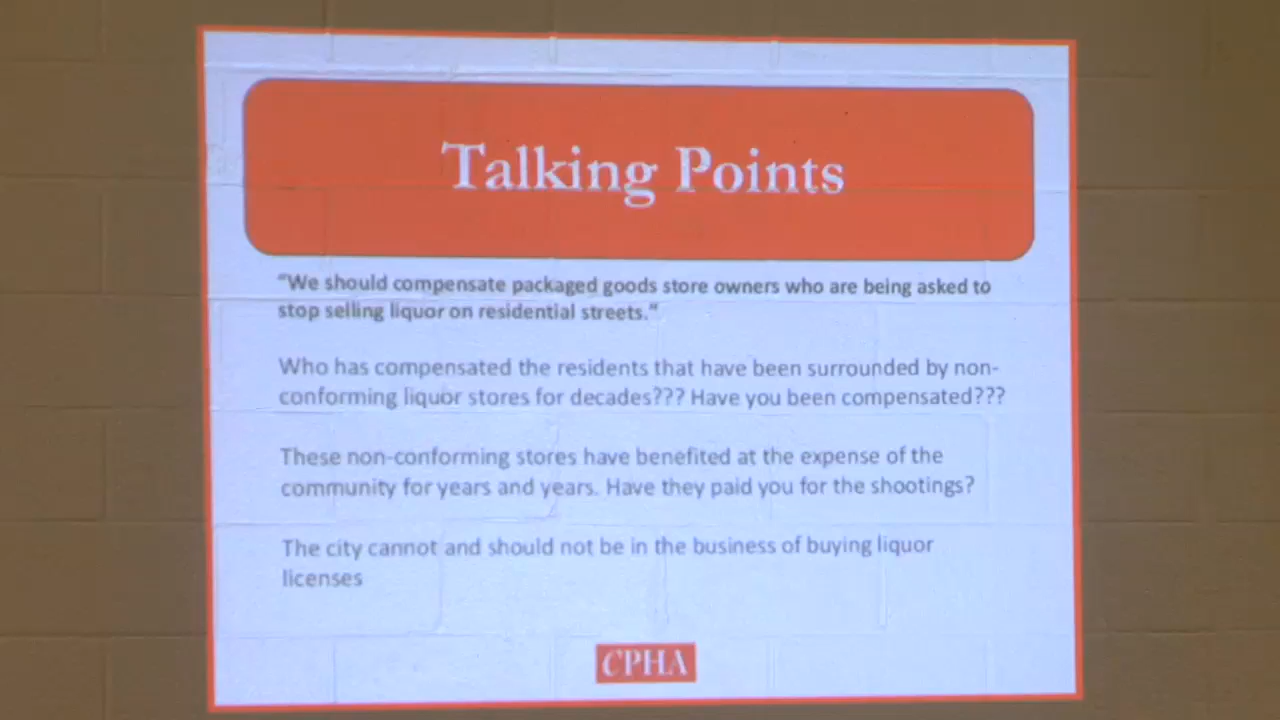 Talking Points
"We should compensate packaged goods store owners who are being asked to
stop selling liquor on residential streets."
Who has compensated the residents that have been surrounded by non-
conforming liquor stores for decades??? Have you been compensated???
These non-conforming stores have benefited at the expense of the
community for years and years. Have they paid you for the shootings?
The city cannot and should not be in the business of buying liquor
licenses
CPHA